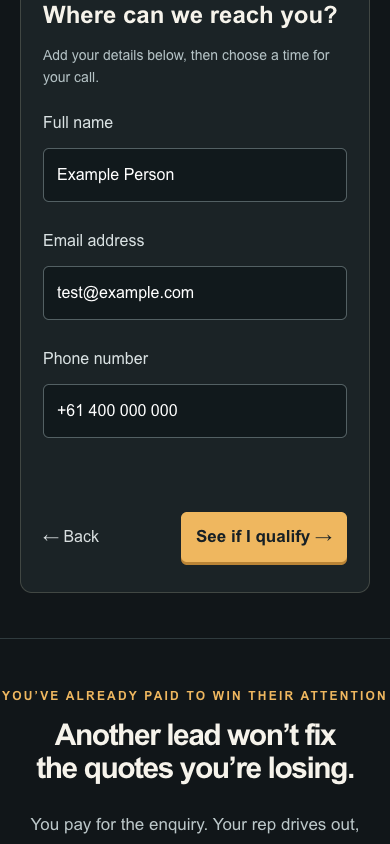 Where can we reach you?
Add your details below, then choose a time for
your call.
Full name
Example Person
Email address
test@example.com
Phone number
+61 400 000 000
← Back
See if I qualify →
YOU’VE ALREADY PAID TO WIN THEIR ATTENTION
Another lead won’t fix
the quotes you’re losing.
You pay for the enquiry. Your rep drives out,